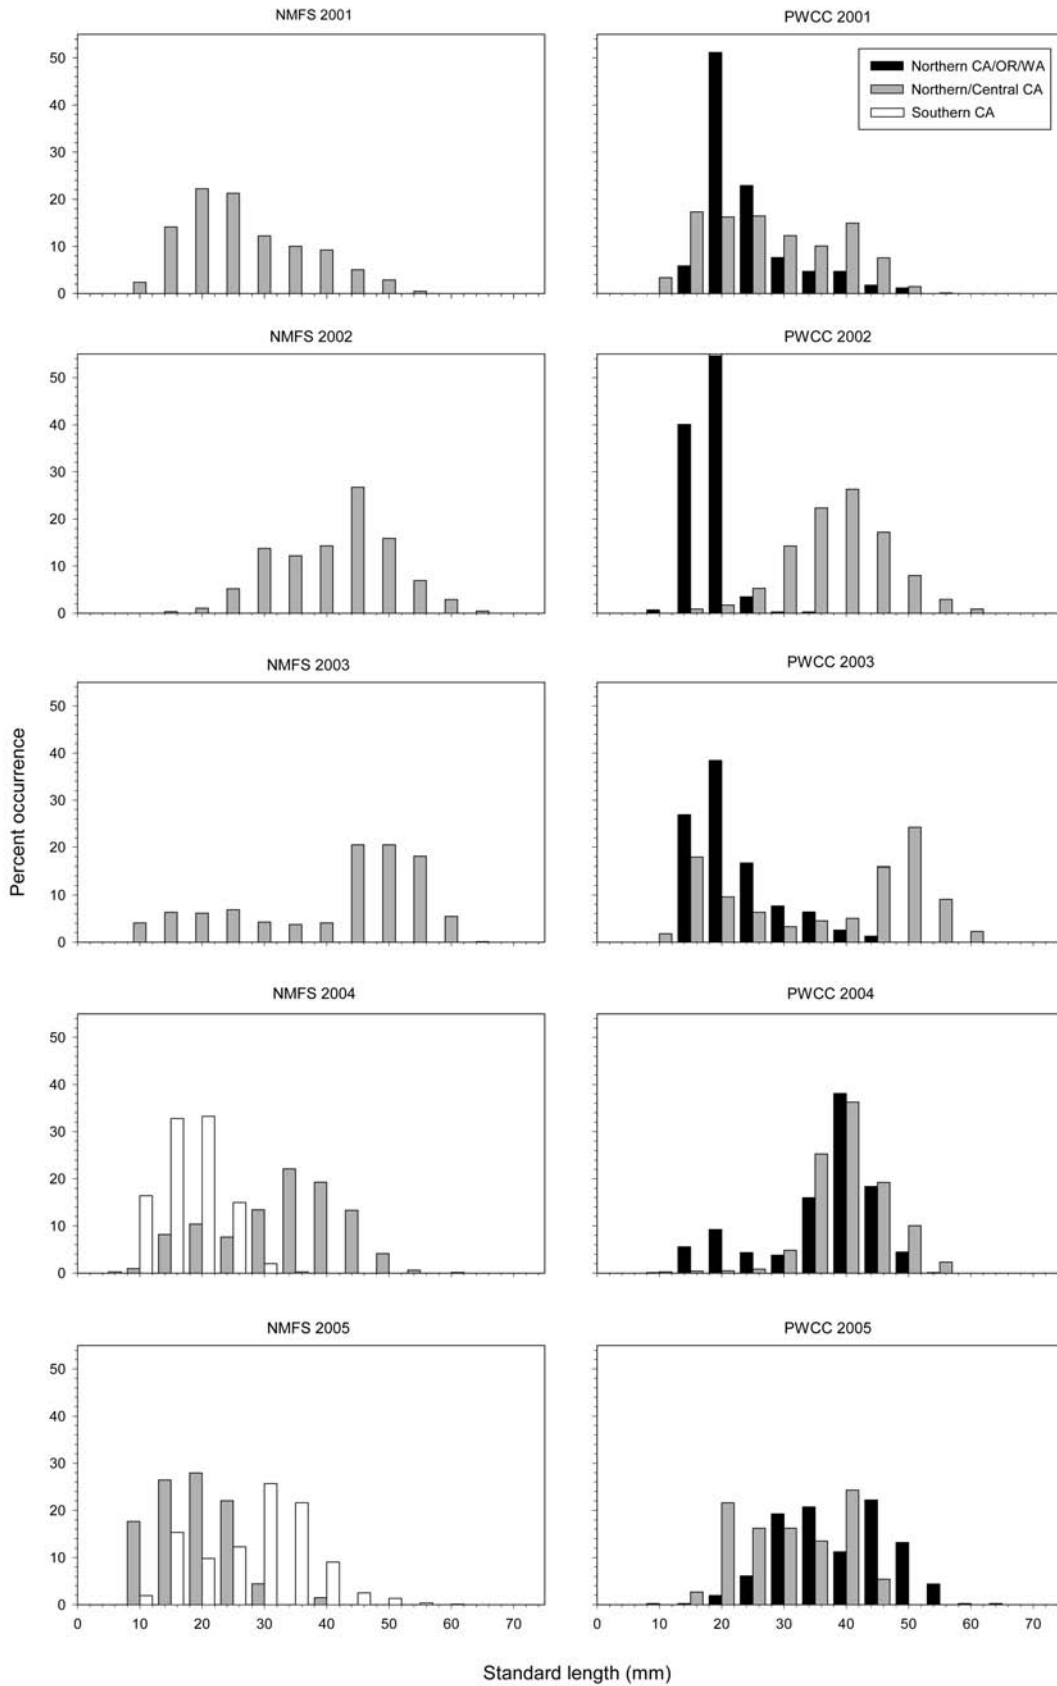 NMFS 2001
PWCC 2001
50
40
30
20
10
0
Northern CA/OR/WA
Northern/Central CA
Southern CA
NMFS 2002
PWCC 2002
50
40
30
20
10
0
NMFS 2003
PWCC 2003
50
40
30
20
10
0
Percent occurrence
NMFS 2004
PWCC 2004
50
40
30
20
10
0
NMFS 2005
PWCC 2005
50
40
30
20
10
0
0 10 20 30 40 50 60 70
0 10 20 30 40 50 60 70
Standard length (mm)